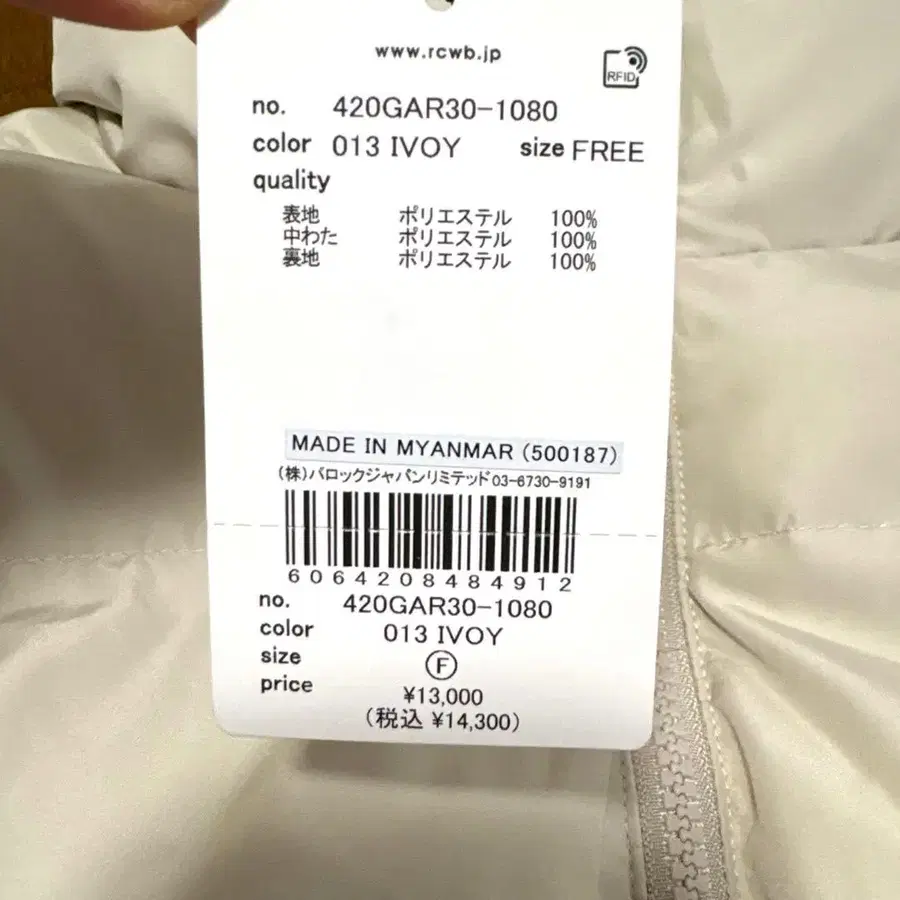 www.rcwb.jp
RFID
no. 420GAR30-1080
color 013 IVOY size FREE
quality
表地 ポリエステル 100%
中わた ポリエステル 100%
裏地 ポリエステル 100%
MADE IN MYANMAR (500187)
(株)バロックジャパンリミテッド03-6730-9191
6064208484912
no. 420GAR30-1080
color 013 IVOY
size Ⓕ
price ¥13,000
(税込 ¥14,300)